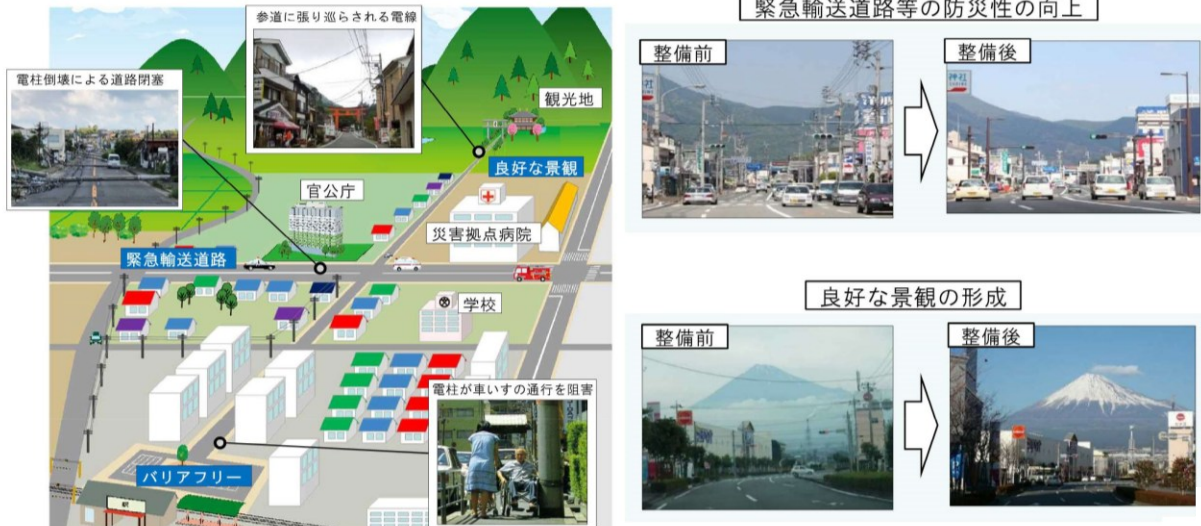 参道に張り巡らされる電線
電柱倒壊による道路閉塞
観光地
良好な景観
官公庁
災害拠点病院
緊急輸送道路
学校
電柱が車いすの通行を阻害
バリアフリー
駅
緊急輸送道路等の防災性の向上
整備前
整備後
良好な景観の形成
整備前
整備後